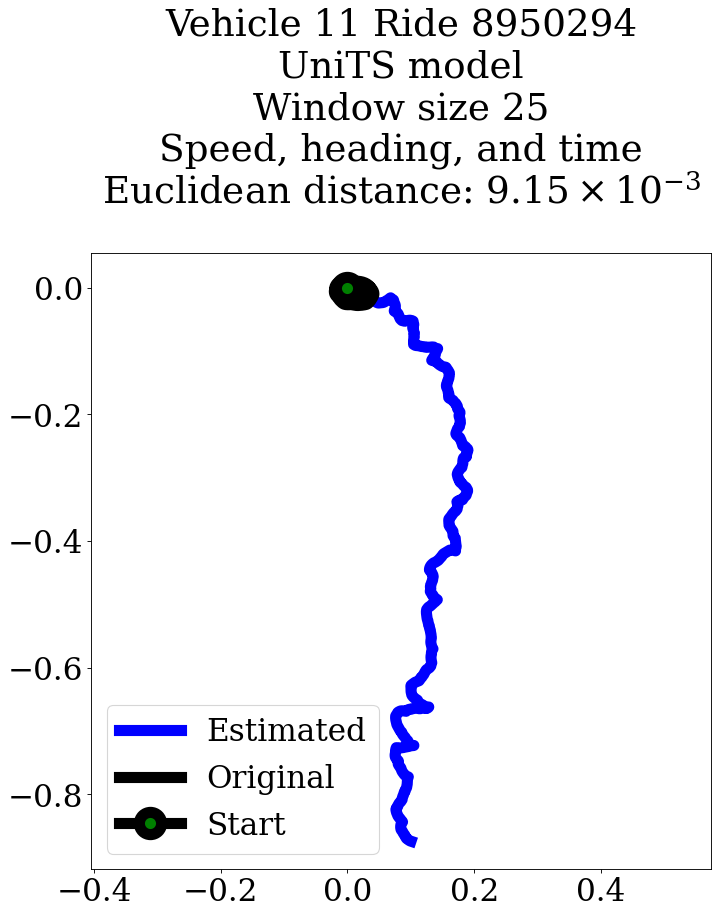 Vehicle 11 Ride 8950294
UniTS model
Window size 25
Speed, heading, and time
Euclidean distance: 9.15 × 10⁻³
0.0
−0.2
−0.4
−0.6
−0.8
Estimated
Original
Start
−0.4 −0.2 0.0 0.2 0.4